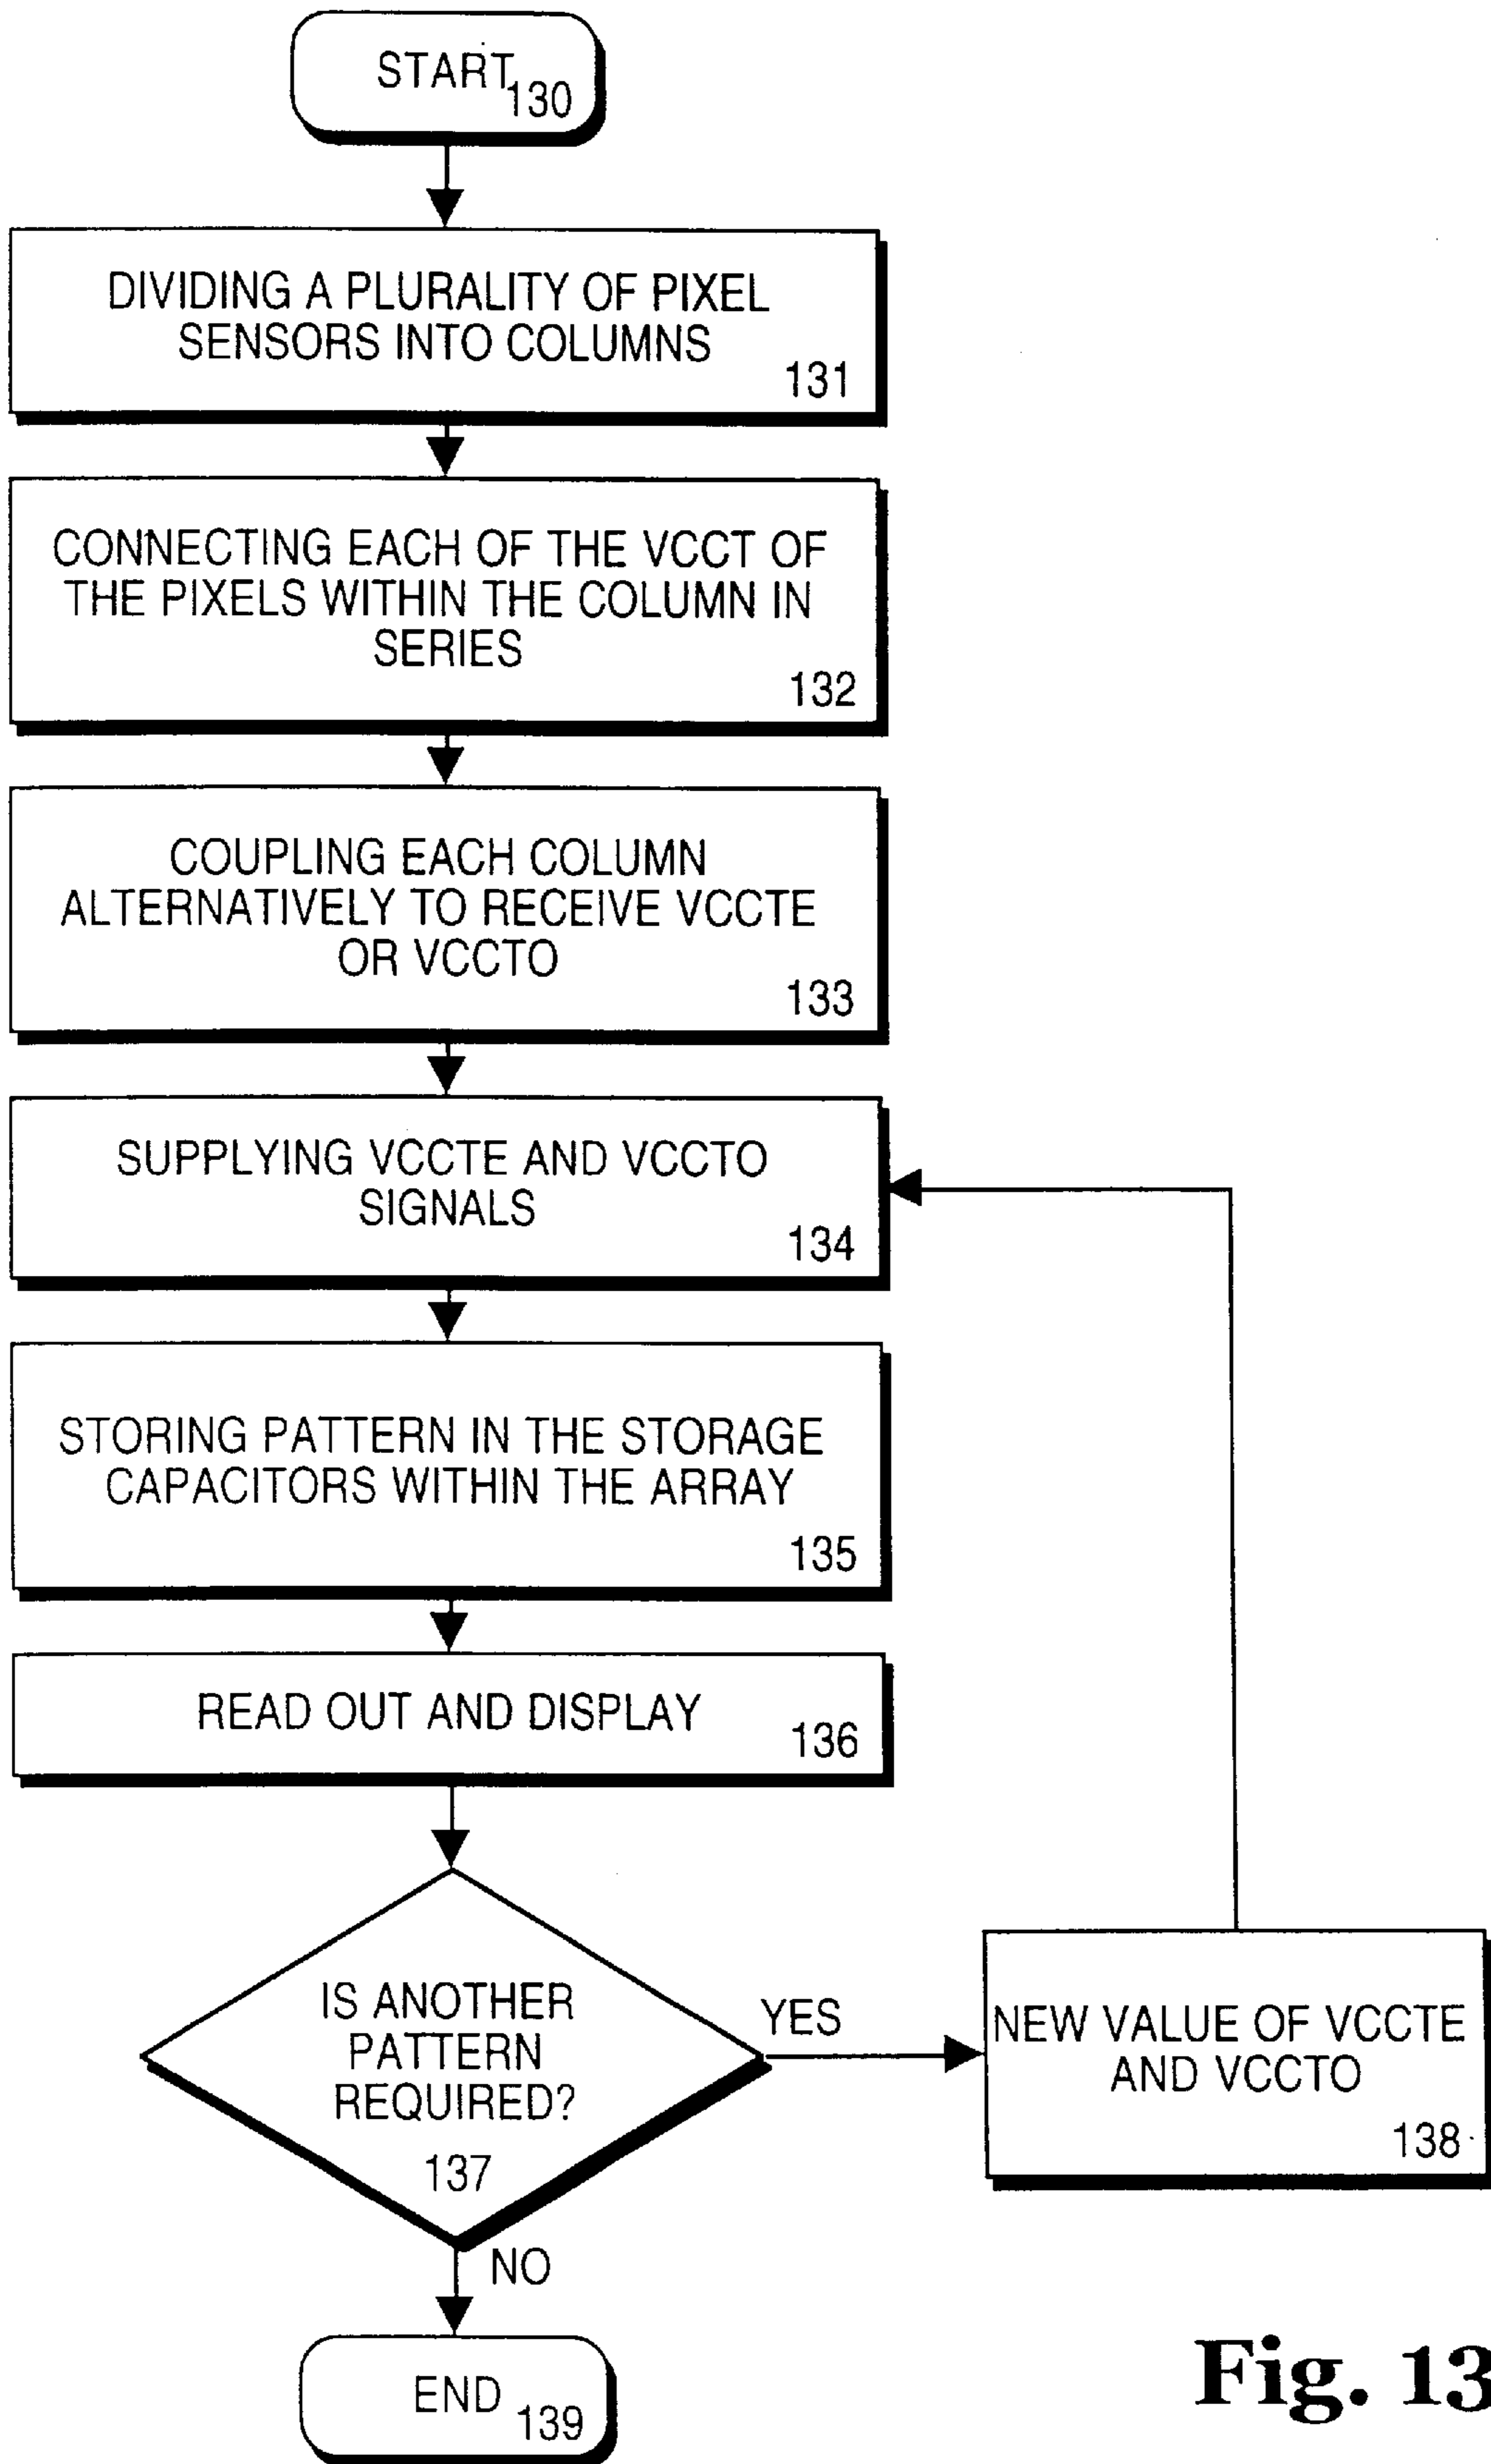 START
130
DIVIDING A PLURALITY OF PIXEL
SENSORS INTO COLUMNS
131
CONNECTING EACH OF THE VCCT OF
THE PIXELS WITHIN THE COLUMN IN
SERIES
132
COUPLING EACH COLUMN
ALTERNATIVELY TO RECEIVE VCCTE
OR VCCTO
133
SUPPLYING VCCTE AND VCCTO
SIGNALS
134
STORING PATTERN IN THE STORAGE
CAPACITORS WITHIN THE ARRAY
135
READ OUT AND DISPLAY
136
IS ANOTHER
PATTERN
REQUIRED?
137
YES
NEW VALUE OF VCCTE
AND VCCTO
138
NO
END
139
Fig. 13